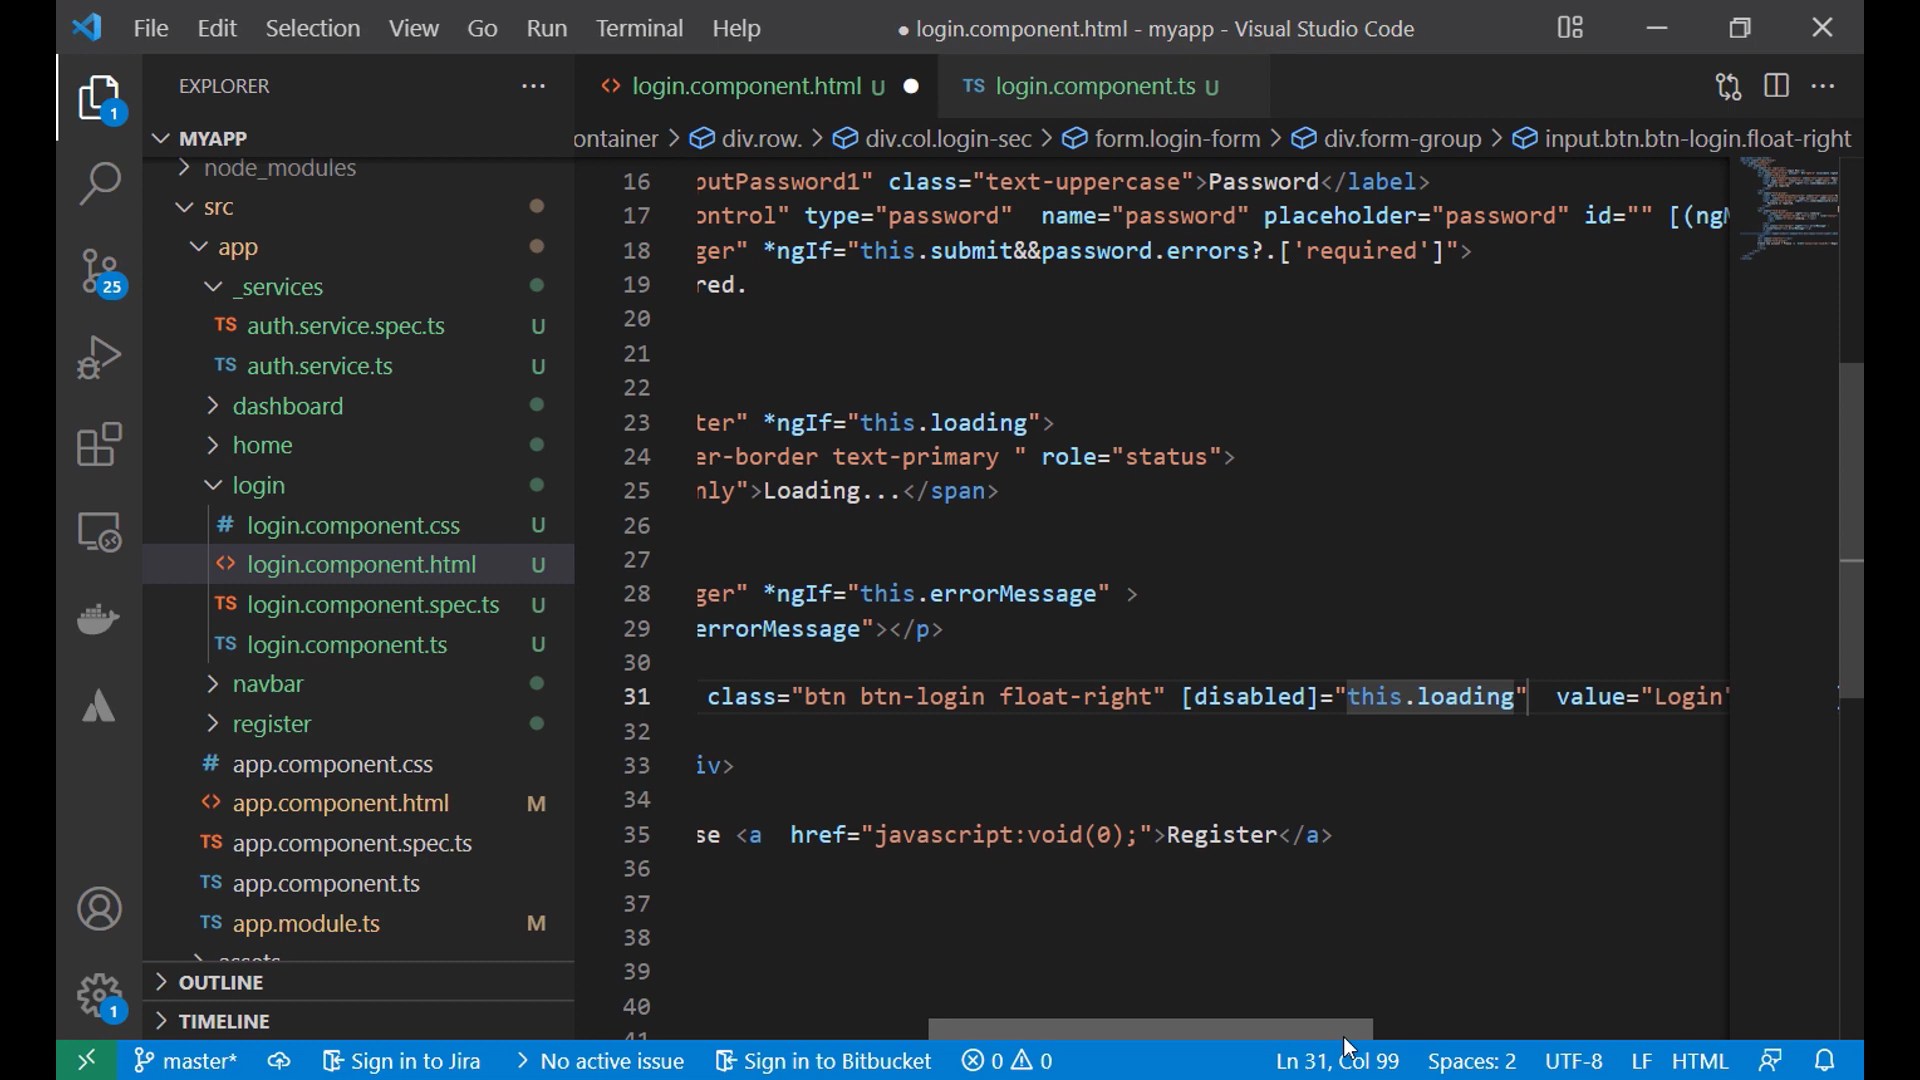 File Edit Selection View Go Run Terminal Help ● login.component.html - myapp - Visual Studio Code
EXPLORER ...
MYAPP
node_modules
src
app
_services
TS auth.service.spec.ts U
TS auth.service.ts U
dashboard
home
login
# login.component.css U
<> login.component.html U
TS login.component.spec.ts U
TS login.component.ts U
navbar
register
# app.component.css
<> app.component.html M
TS app.component.spec.ts
TS app.component.ts
TS app.module.ts M
assets
OUTLINE
TIMELINE
1
25
1
<> login.component.html U ●
TS login.component.ts U
ontainer > div.row. > div.col.login-sec > form.login-form > div.form-group > input.btn.btn-login.float-right
16 putPassword1" class="text-uppercase">Password</label>
17 ontrol" type="password"  name="password" placeholder="password" id="" [(ngM
18 ger" *ngIf="this.submit&&password.errors?.['required']">
19 red.
20
21
22
23 ter" *ngIf="this.loading">
24 er-border text-primary " role="status">
25 nly">Loading...</span>
26
27
28 ger" *ngIf="this.errorMessage" >
29 errorMessage"></p>
30
31 class="btn btn-login float-right" [disabled]="this.loading"  value="Login"
32
33 iv>
34
35 se <a  href="javascript:void(0);">Register</a>
36
37
38
39
40
41
master* Sign in to Jira > No active issue Sign in to Bitbucket 0 0 Ln 31, Col 99 Spaces: 2 UTF-8 LF HTML